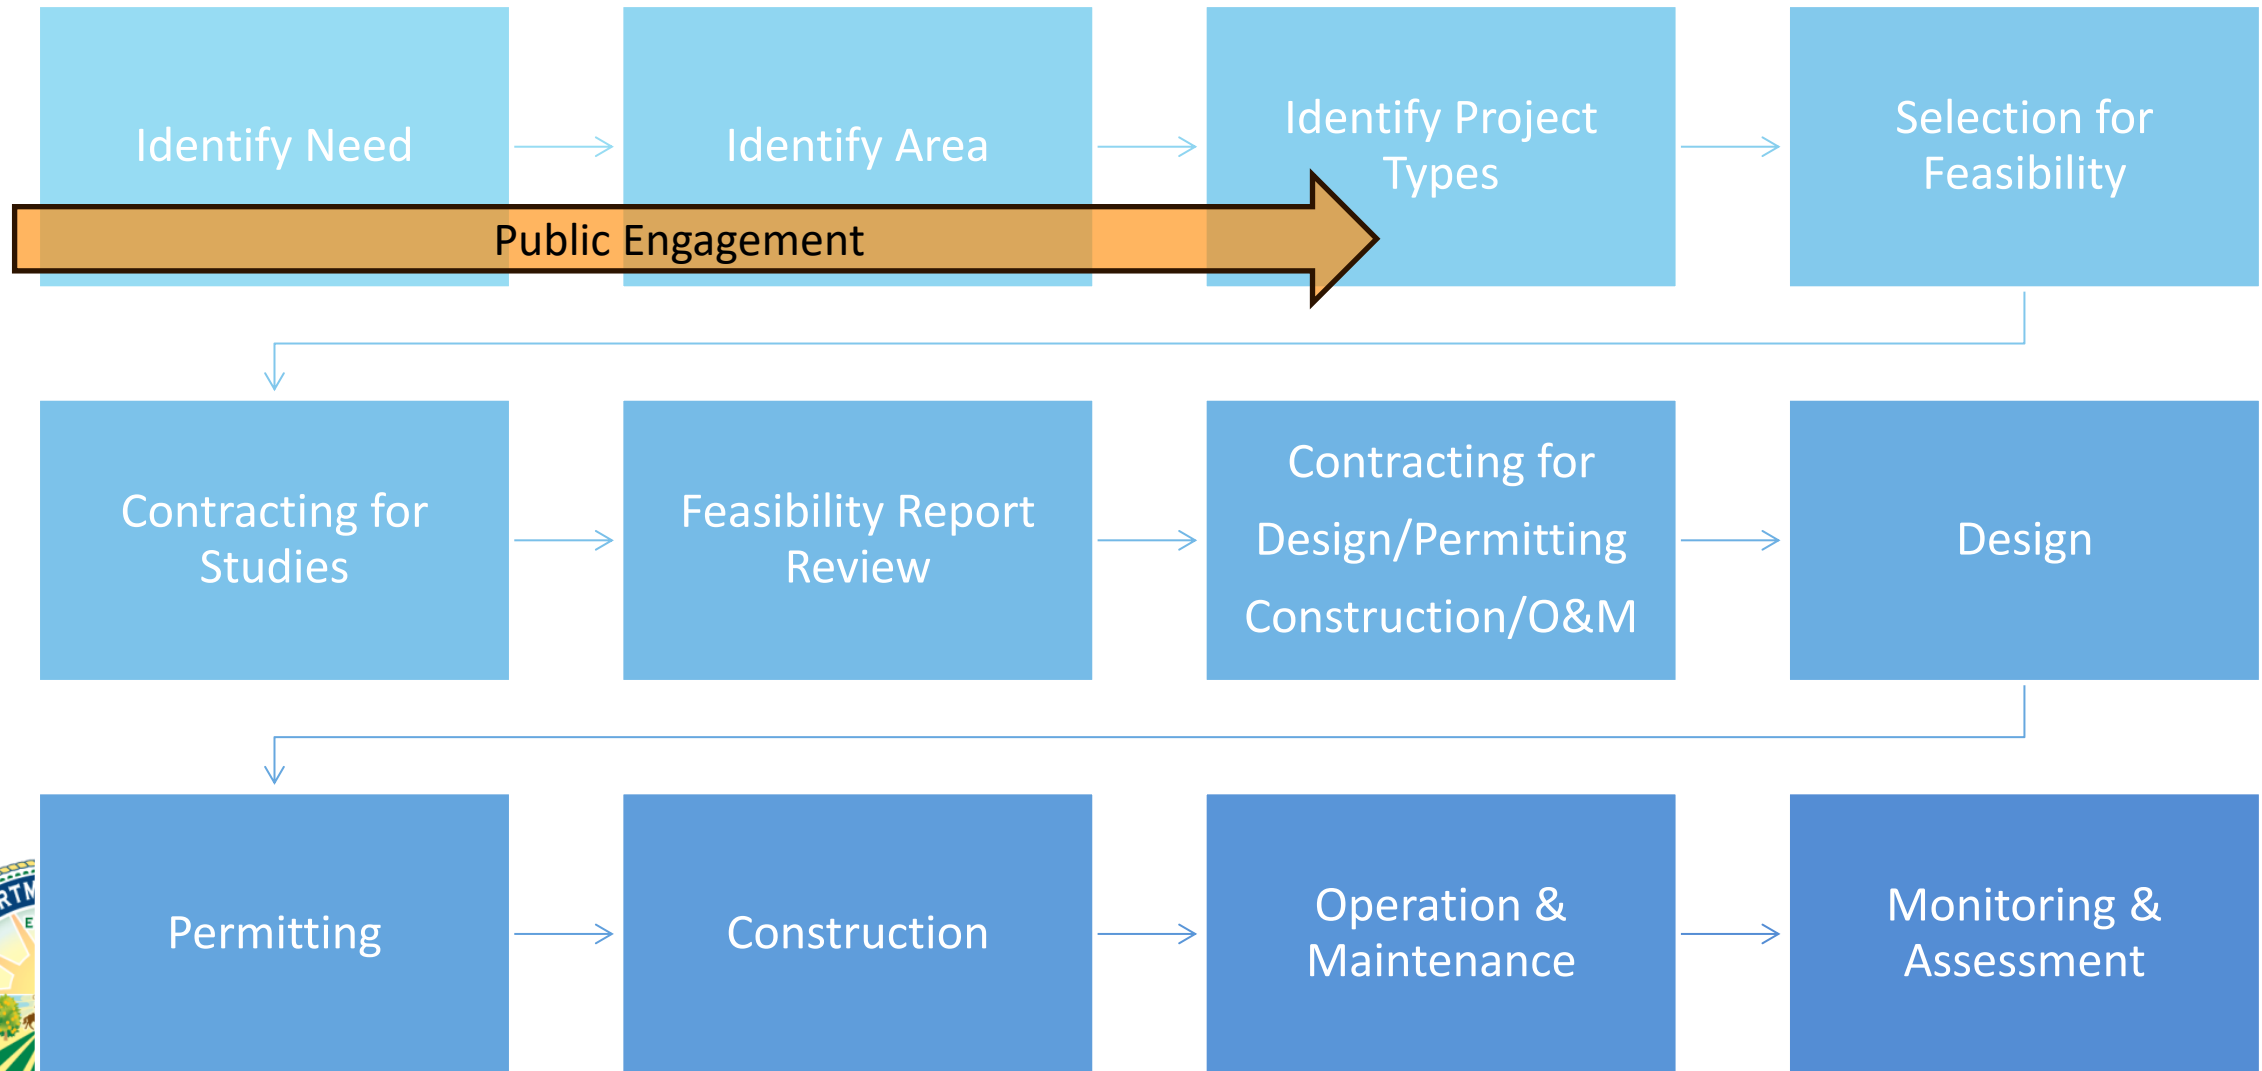 Identify Need
Identify Area
Identify Project
Types
Selection for
Feasibility
Public Engagement
Contracting for
Studies
Feasibility Report
Review
Contracting for
Design/Permitting
Construction/O&M
Design
Permitting
Construction
Operation &
Maintenance
Monitoring &
Assessment